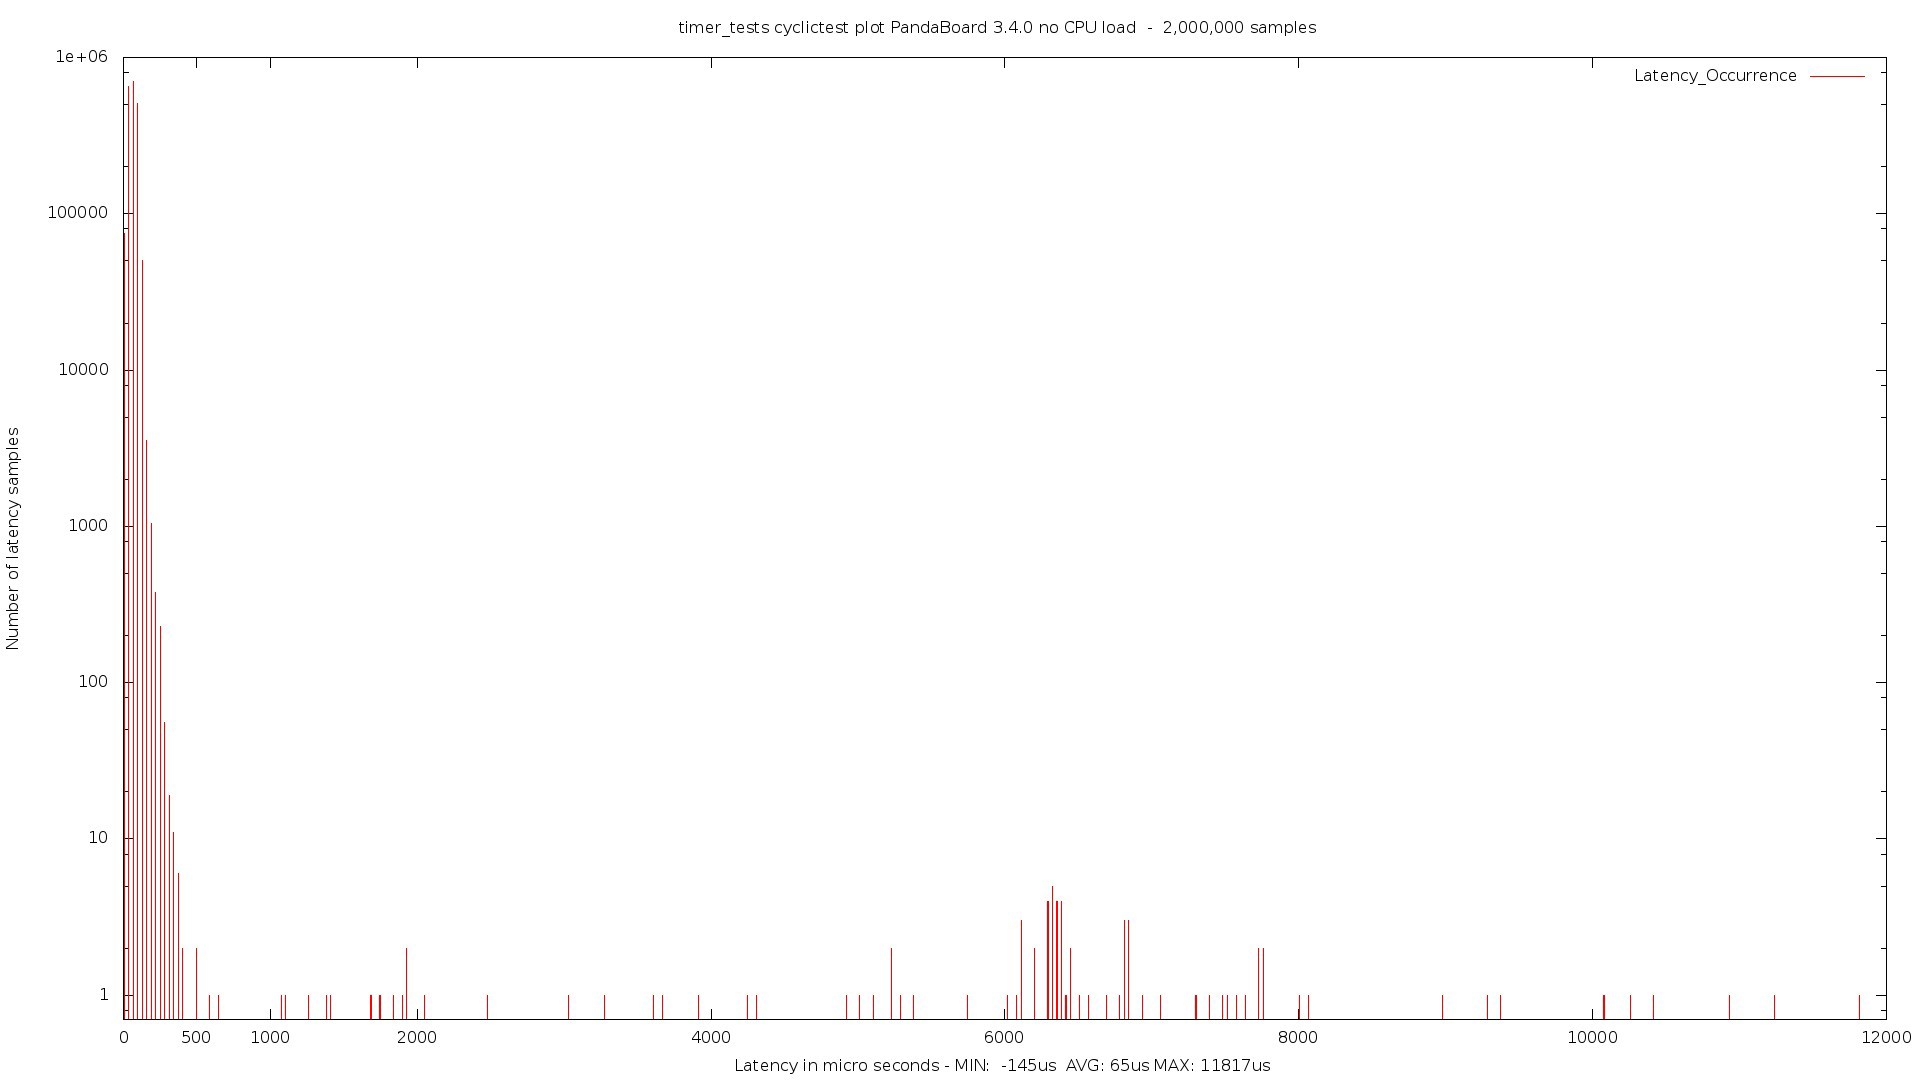 timer_tests cyclictest plot PandaBoard 3.4.0 no CPU load - 2,000,000 samples
Latency_Occurrence
1e+06
100000
10000
1000
100
10
1
Number of latency samples
0 500 1000 2000 4000 6000 8000 10000 12000
Latency in micro seconds - MIN: -145us AVG: 65us MAX: 11817us